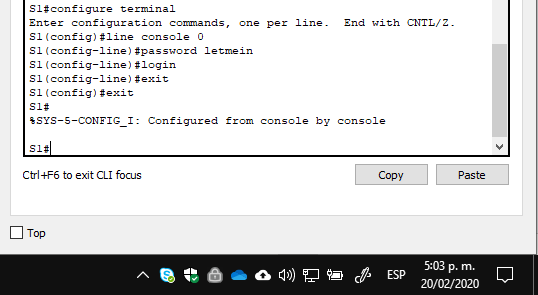 S1#configure terminal
Enter configuration commands, one per line.  End with CNTL/Z.
S1(config)#line console 0
S1(config-line)#password letmein
S1(config-line)#login
S1(config-line)#exit
S1(config)#exit
S1#
%SYS-5-CONFIG_I: Configured from console by console
S1#
Ctrl+F6 to exit CLI focus
Copy
Paste
Top
ESP
5:03 p. m.
20/02/2020